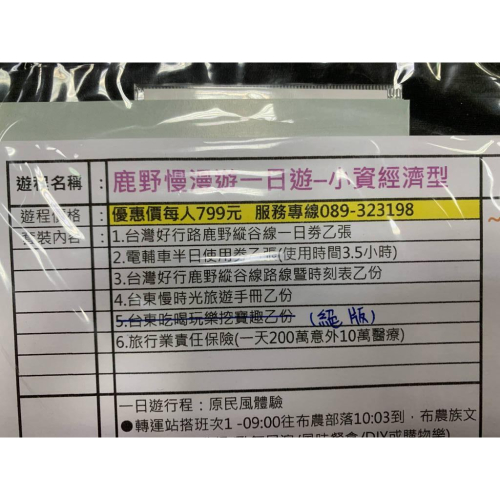 遊程名稱：鹿野慢漫遊一日遊–小資經濟型
遊程價格：優惠價每人799元 服務專線089-323198
套裝內容：1.台灣好行路鹿野縱谷線一日券乙張
2.電輔車半日使用券乙張(使用時間3.5小時)
3.台灣好行鹿野縱谷線路線暨時刻表乙份
4.台東慢時光旅遊手冊乙份
5.台東吃喝玩樂挖寶趣乙份 (絕版)
6.旅行業責任保險(一天200萬意外10萬醫療)
一日遊行程：原民風體驗
●轉運站搭班次1 -09:00往布農部落10:03到，布農族文